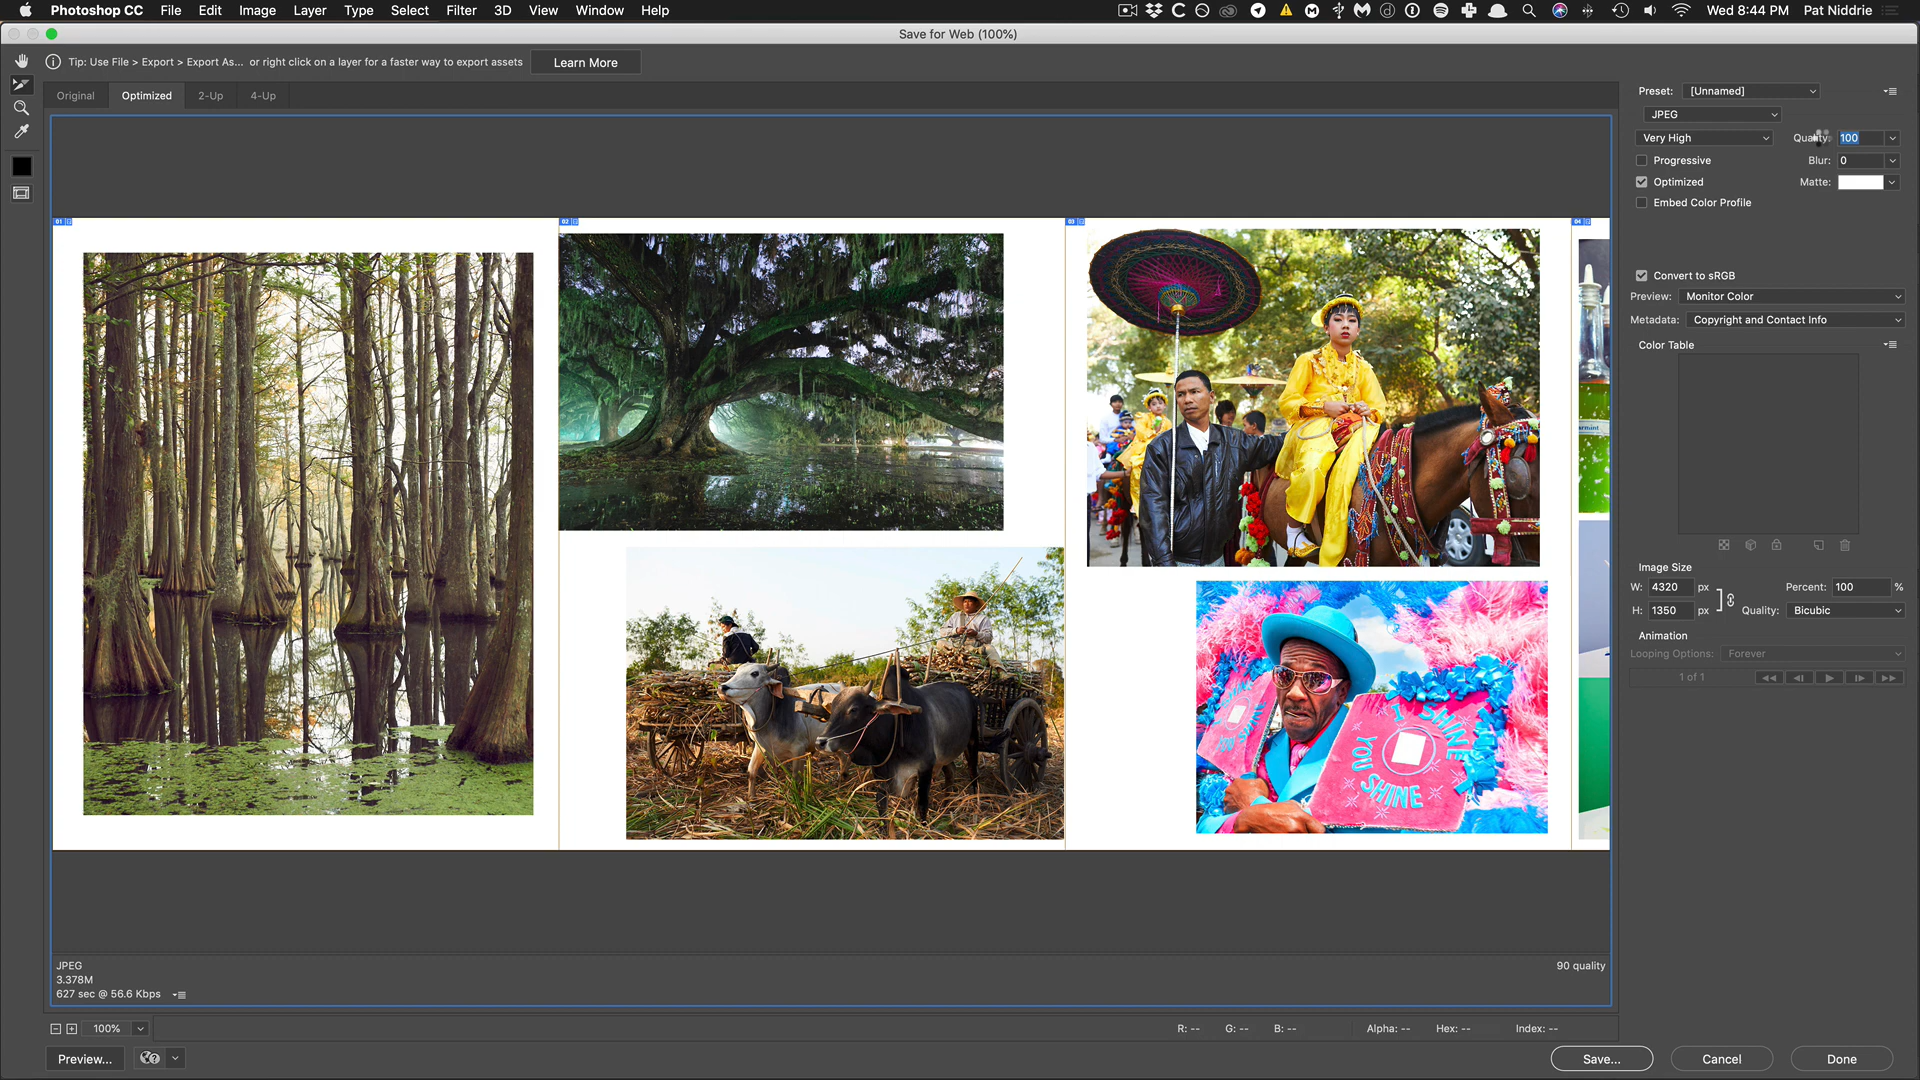 Photoshop CC File Edit Image Layer Type Select Filter 3D View Window Help Wed 8:44 PM Pat Niddrie
Save for Web (100%)
Tip: Use File > Export > Export As... or right click on a layer for a faster way to export assets Learn More
Original Optimized 2-Up 4-Up
Preset: [Unnamed]
JPEG
Very High Quality: 100
Progressive Blur: 0
Optimized Matte:
Embed Color Profile
Convert to sRGB
Preview: Monitor Color
Metadata: Copyright and Contact Info
Color Table
01 02 03 04
I SHINE
YOU
SHINE
Image Size
W: 4320 px Percent: 100 %
H: 1350 px Quality: Bicubic
Animation
Looping Options: Forever
1 of 1
JPEG 90 quality
3.378M
627 sec @ 56.6 Kbps
100% R: -- G: -- B: -- Alpha: -- Hex: -- Index: --
Preview... Save... Cancel Done